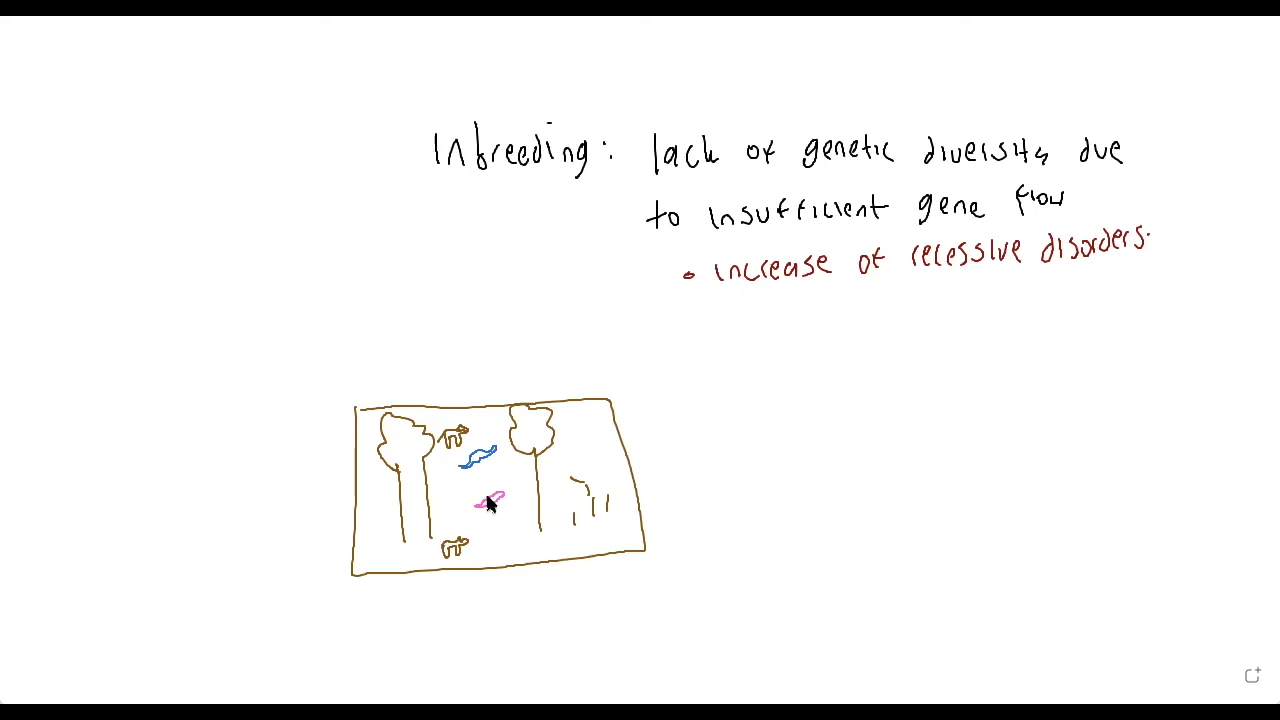 Inbreeding: lack of genetic diversity due
to insufficient gene flow
• increase of recessive disorders.